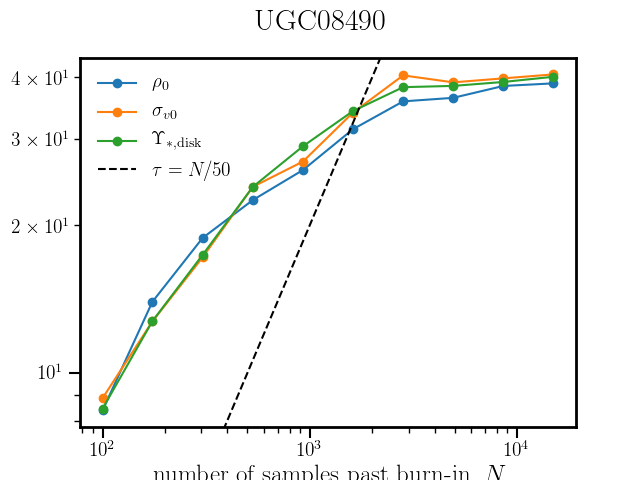 UGC08490
4 × 10¹
3 × 10¹
2 × 10¹
10¹
ρ₀
σᵥ₀
Υ∗,disk
τ = N/50
10² 10³ 10⁴
number of samples past burn-in, N